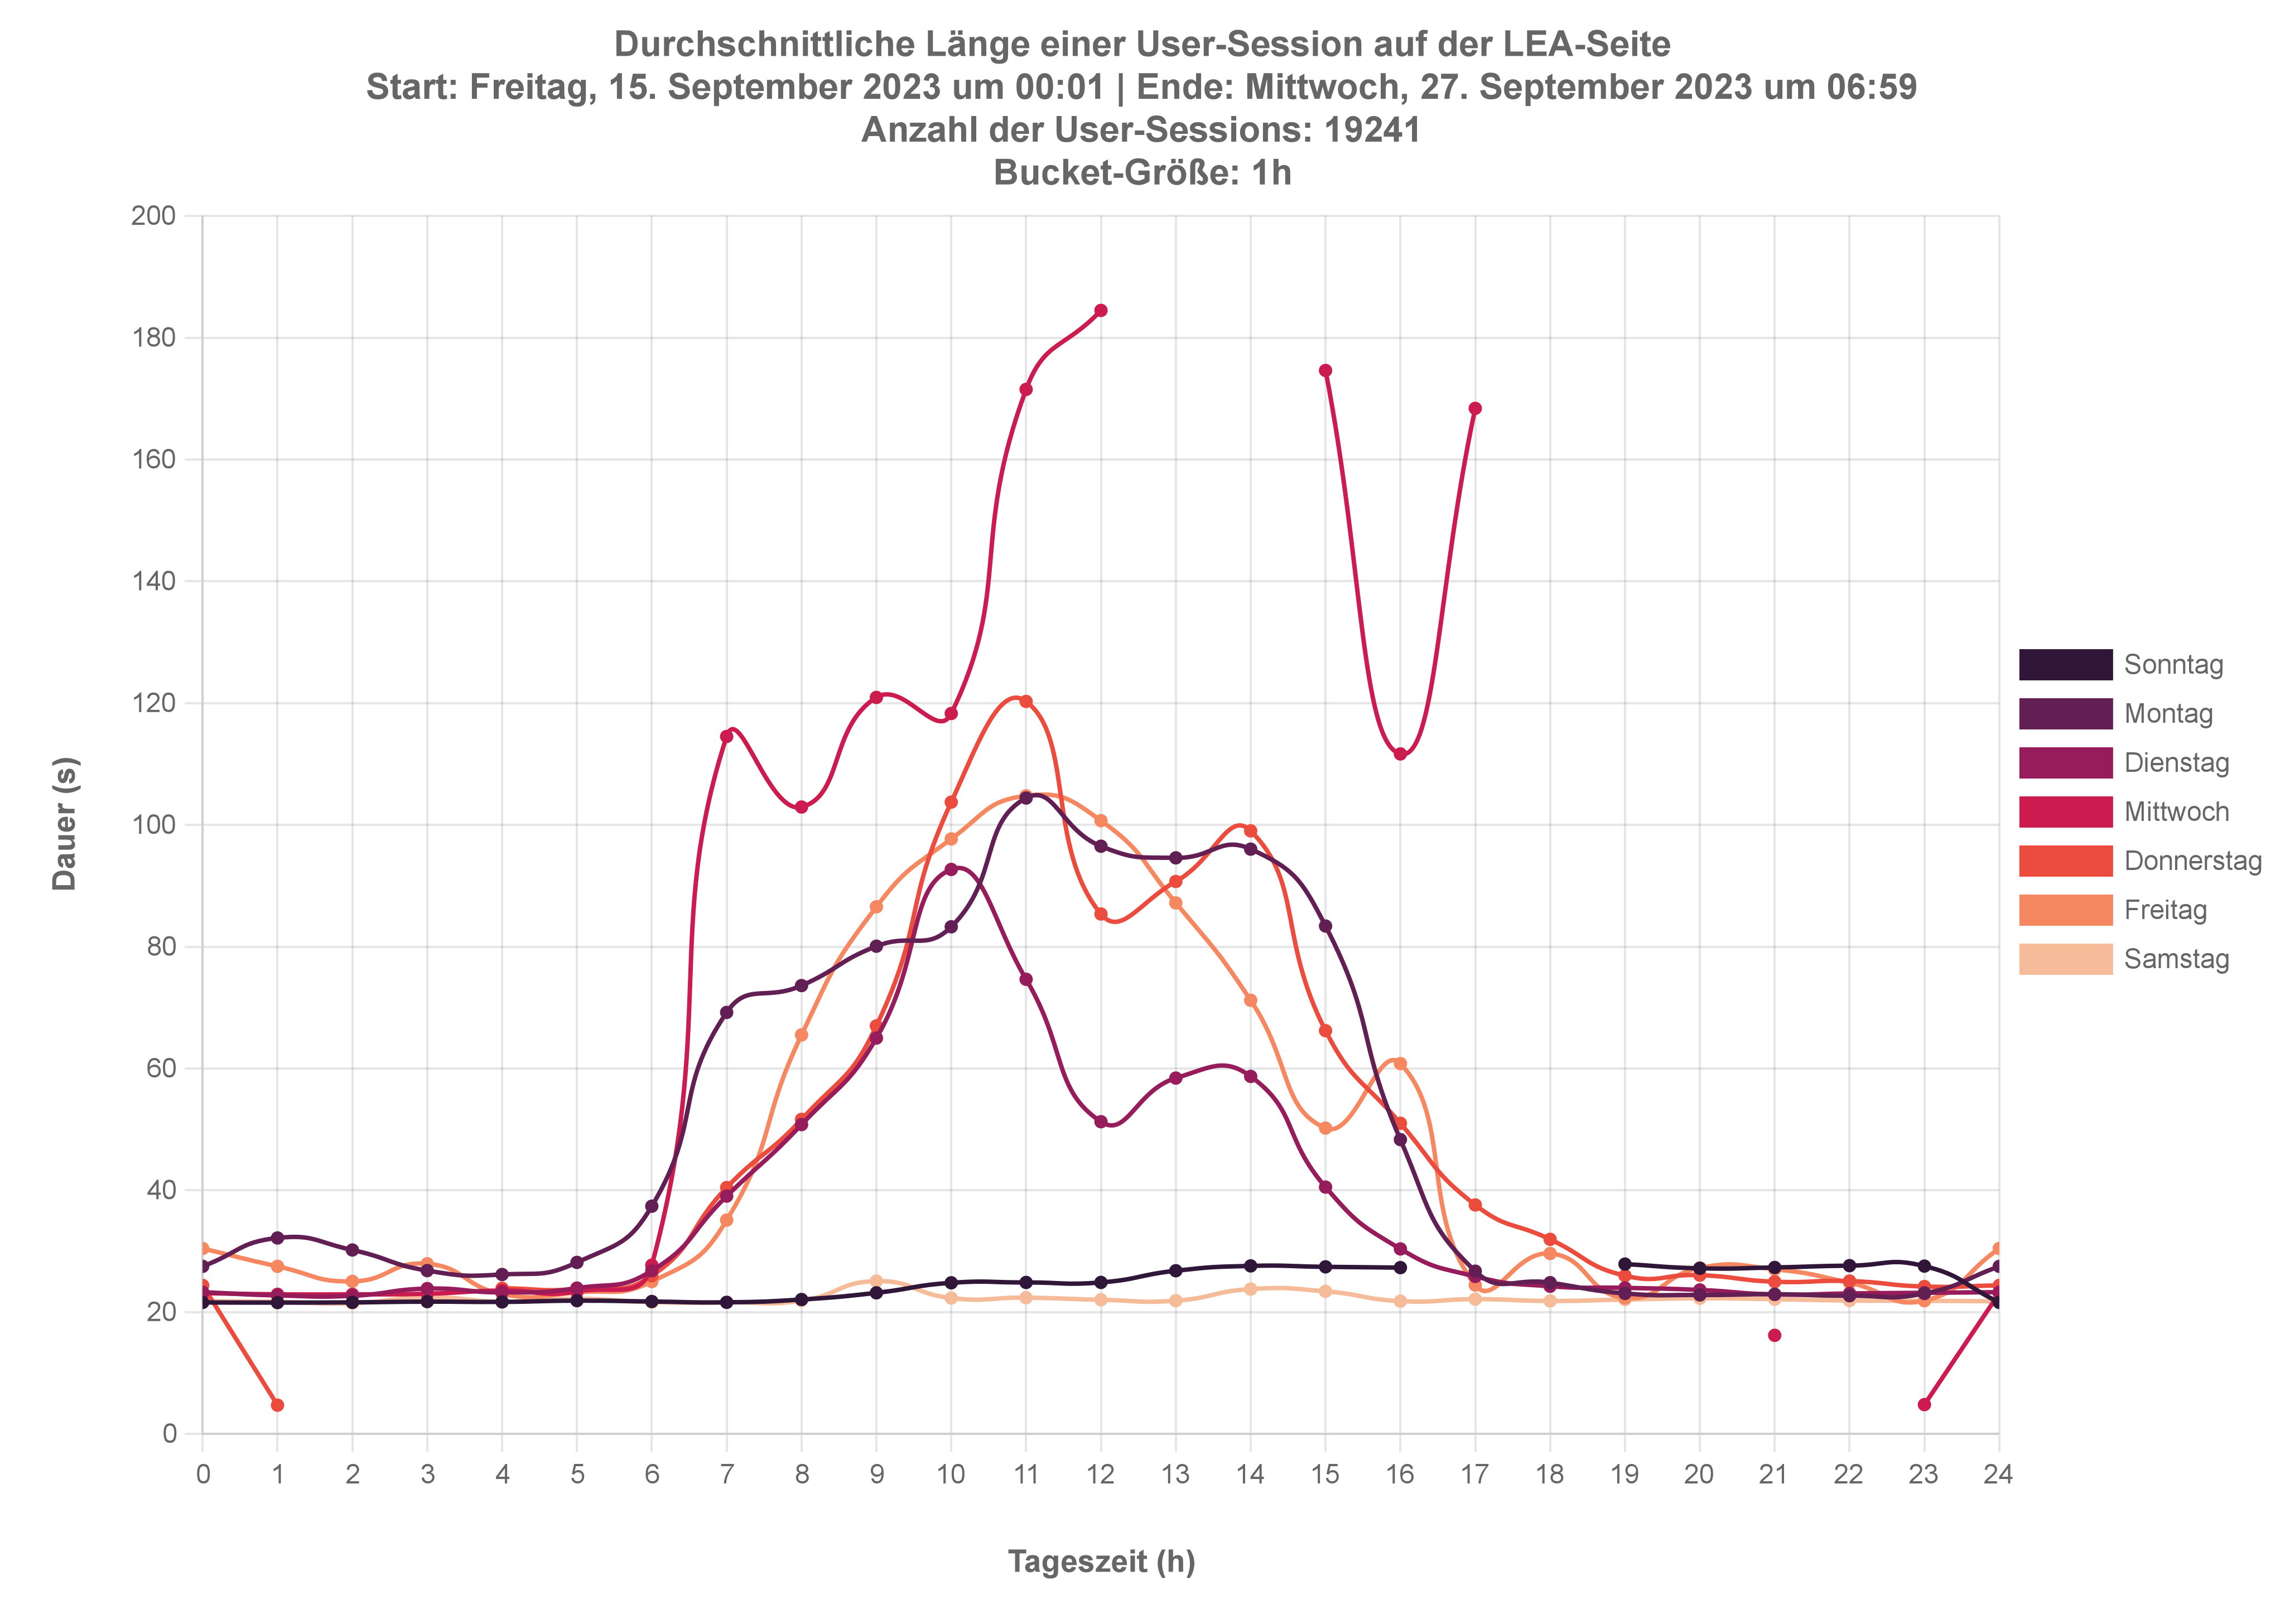 Durchschnittliche Länge einer User-Session auf der LEA-Seite
Start: Freitag, 15. September 2023 um 00:01 | Ende: Mittwoch, 27. September 2023 um 06:59
Anzahl der User-Sessions: 19241
Bucket-Größe: 1h
200
180
160
140
120
100
80
60
40
20
0
Dauer (s)
0 1 2 3 4 5 6 7 8 9 10 11 12 13 14 15 16 17 18 19 20 21 22 23 24
Tageszeit (h)
Sonntag
Montag
Dienstag
Mittwoch
Donnerstag
Freitag
Samstag